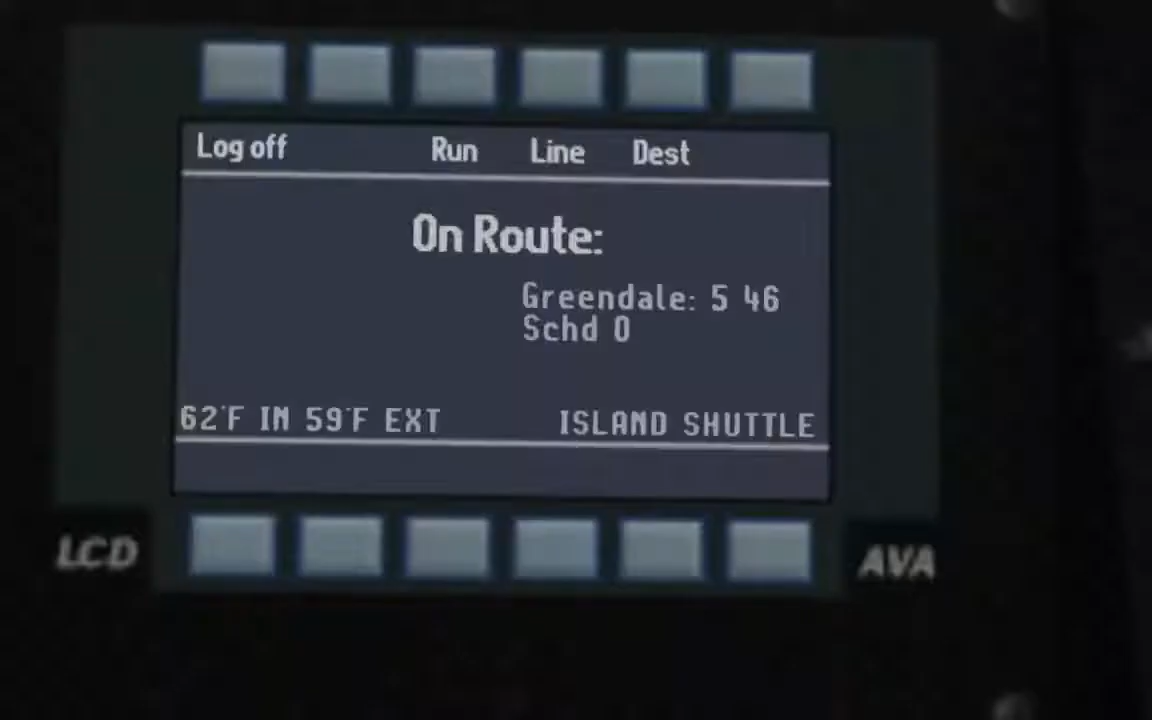 Log off Run Line Dest
On Route:
Greendale: 5 46
Schd 0
62°F IN 59°F EXT ISLAND SHUTTLE
LCD AVA